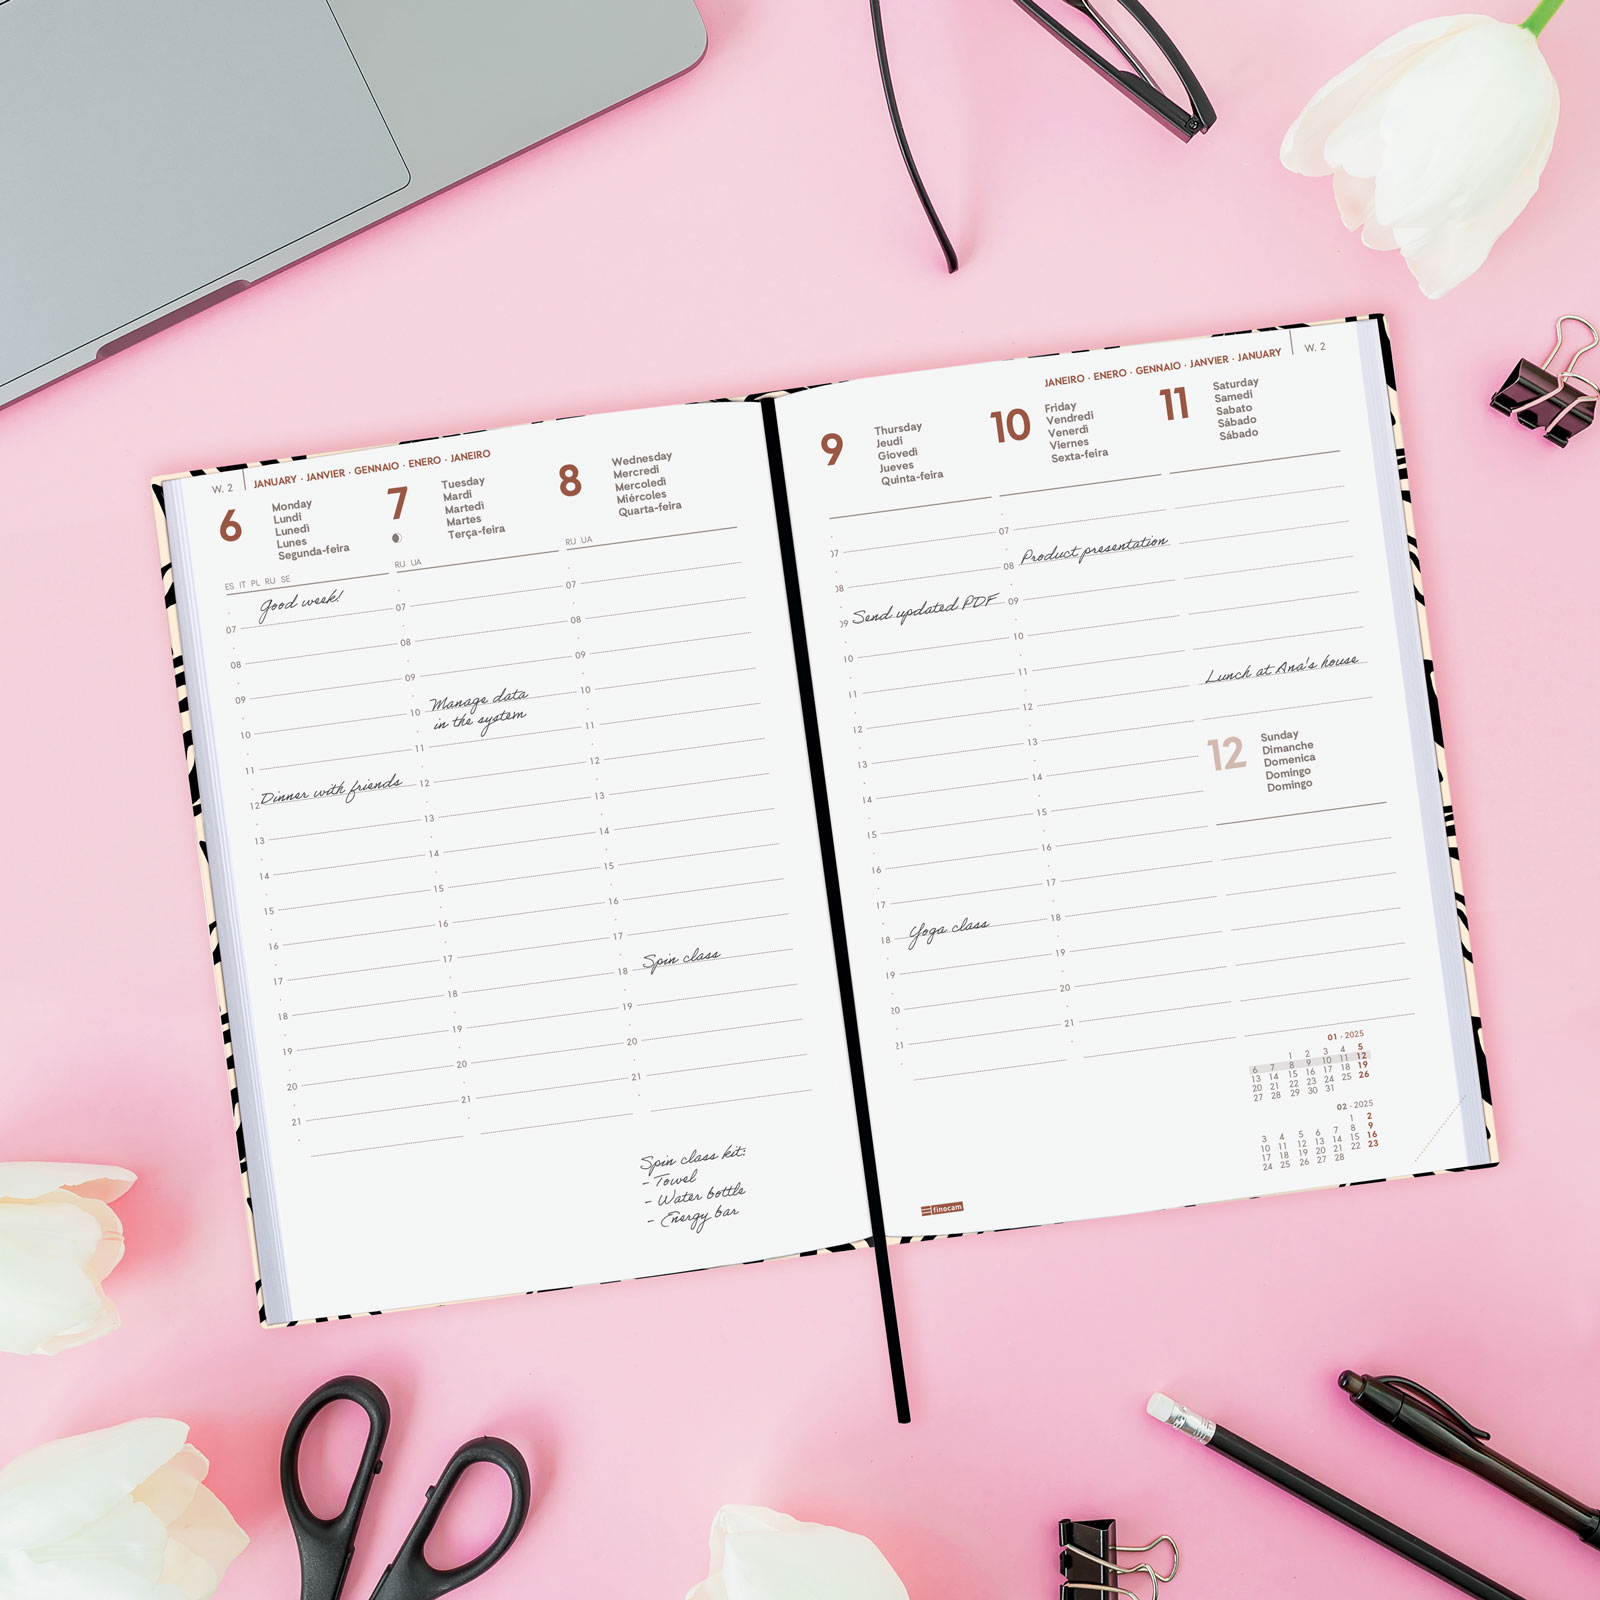 W. 2 JANUARY · JANVIER · GENNAIO · ENERO · JANEIRO
6
Monday
Lundi
Lunedì
Lunes
Segunda-feira
ES IT PL RU SE
7
Tuesday
Mardi
Martedì
Martes
Terça-feira
RU UA
8
Wednesday
Mercredi
Mercoledì
Miércoles
Quarta-feira
RU UA
Good week!
07
08
09
10
11
12 Dinner with friends
13
14
15
16
17
18
19
20
21
07
08
09
10 Manage data
in the system
11
12
13
14
15
16
17
18
19
20
21
07
08
09
10
11
12
13
14
15
16
17
18 Spin class
19
20
21
Spin class kit:
- Towel
- Water bottle
- Energy bar
JANEIRO · ENERO · GENNAIO · JANVIER · JANUARY W. 2
9
Thursday
Jeudi
Giovedì
Jueves
Quinta-feira
10
Friday
Vendredi
Venerdì
Viernes
Sexta-feira
11
Saturday
Samedi
Sabato
Sábado
Sábado
07
08
09 Send updated PDF
10
11
12
13
14
15
16
17
18 Yoga class
19
20
21
07
08 Product presentation
09
10
11
12
13
14
15
16
17
18
19
20
21
Lunch at Ana's house
12
Sunday
Dimanche
Domenica
Domingo
Domingo
01 · 2025
1 2 3 4 5
6 7 8 9 10 11 12
13 14 15 16 17 18 19
20 21 22 23 24 25 26
27 28 29 30 31
02 · 2025
1 2
3 4 5 6 7 8 9
10 11 12 13 14 15 16
17 18 19 20 21 22 23
24 25 26 27 28
finocam